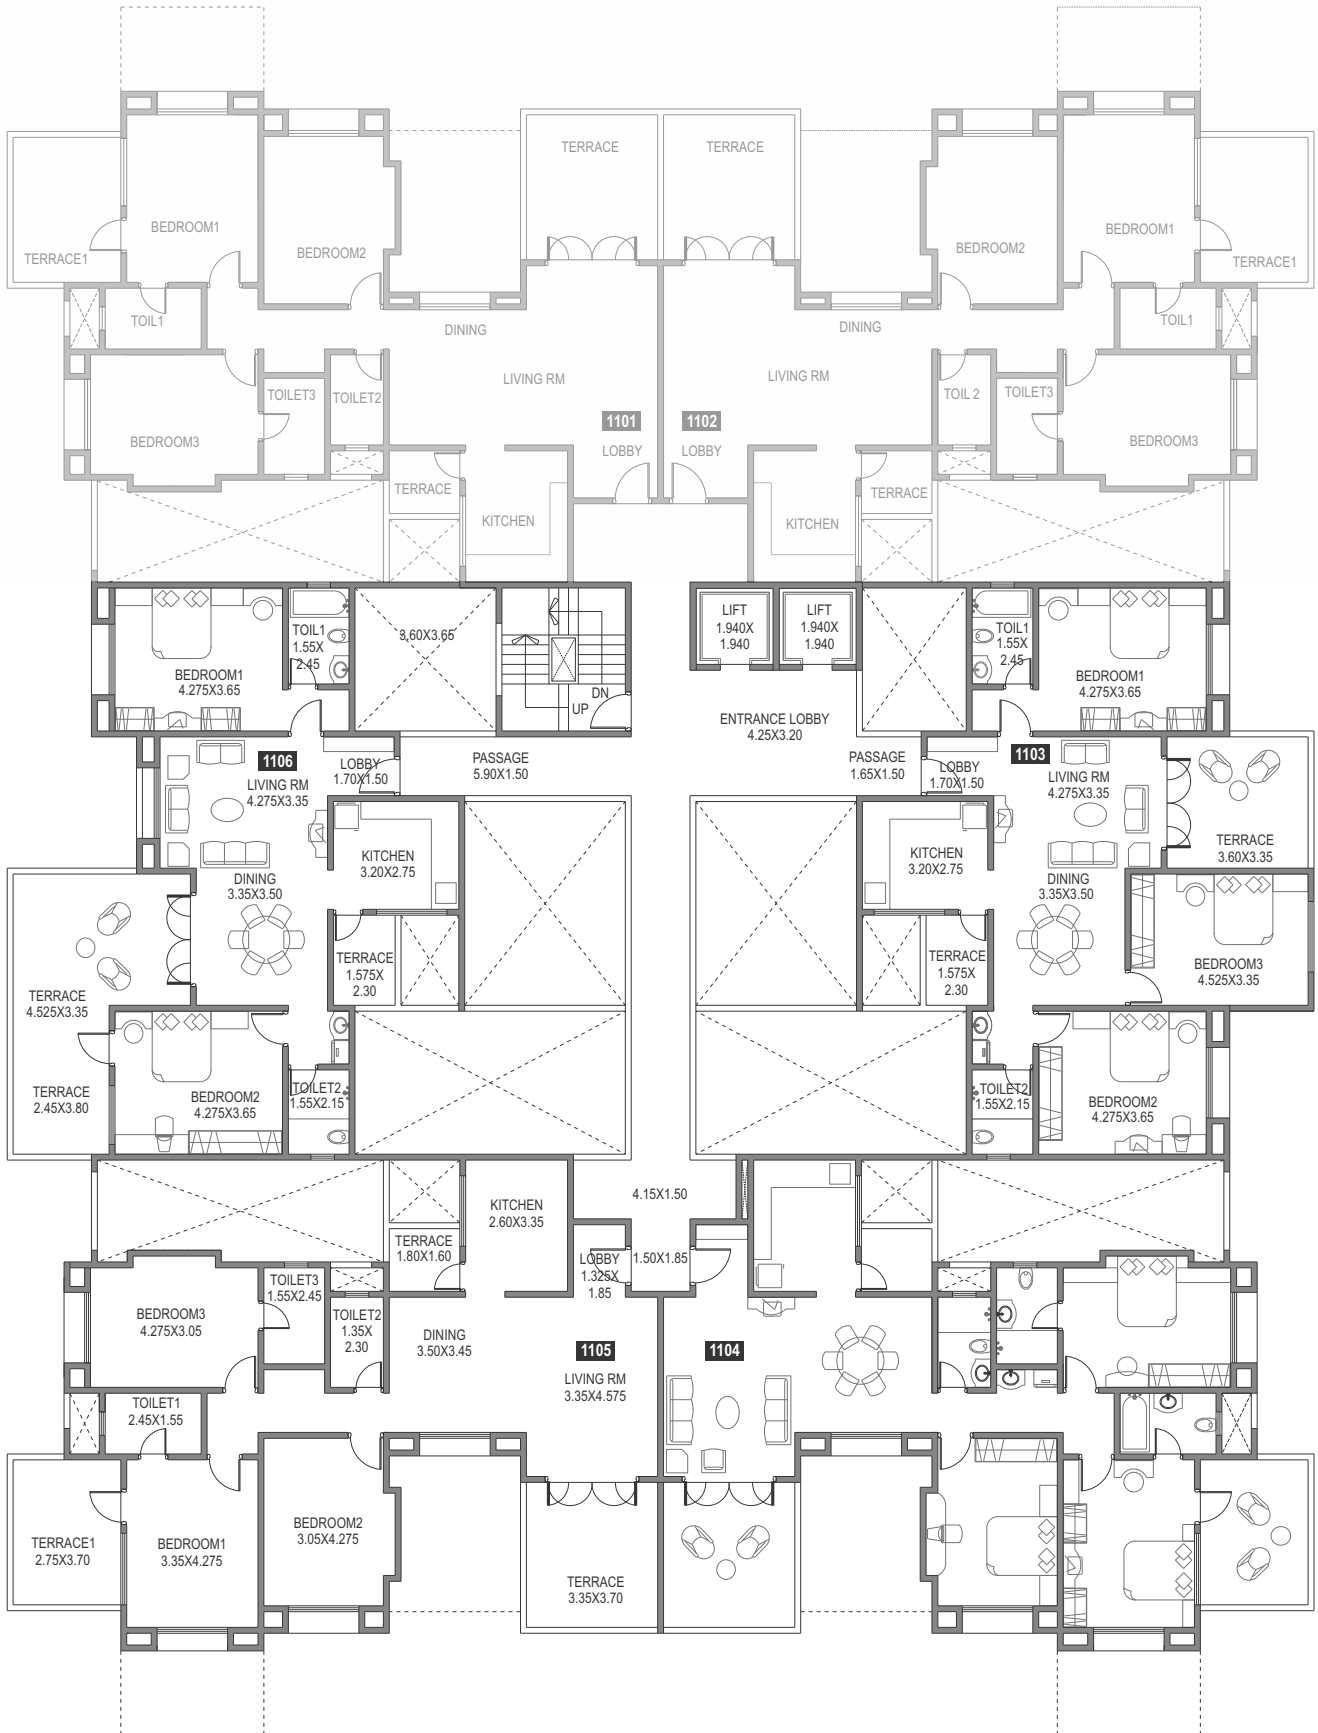 TERRACE
TERRACE
BEDROOM1
BEDROOM2
TERRACE1
BEDROOM2
BEDROOM1
TERRACE1
TOIL1
DINING
DINING
TOIL1
LIVING RM
LIVING RM
TOILET3
TOILET2
TOIL 2
TOILET3
1101
1102
BEDROOM3
LOBBY
LOBBY
BEDROOM3
TERRACE
TERRACE
KITCHEN
KITCHEN
TOIL1
1.55X
2.45
3.60X3.65
BEDROOM1
4.275X3.65
DN
UP
LIFT
1.940X
1.940
LIFT
1.940X
1.940
TOIL1
1.55X
2.45
BEDROOM1
4.275X3.65
ENTRANCE LOBBY
4.25X3.20
1106
LIVING RM
4.275X3.35
LOBBY
1.70X1.50
PASSAGE
5.90X1.50
PASSAGE
1.65X1.50
LOBBY
1.70X1.50
1103
LIVING RM
4.275X3.35
TERRACE
3.60X3.35
KITCHEN
3.20X2.75
KITCHEN
3.20X2.75
DINING
3.35X3.50
DINING
3.35X3.50
TERRACE
1.575X
2.30
TERRACE
1.575X
2.30
BEDROOM3
4.525X3.35
TERRACE
4.525X3.35
TERRACE
2.45X3.80
BEDROOM2
4.275X3.65
TOILET2
1.55X2.15
TOILET2
1.55X2.15
BEDROOM2
4.275X3.65
KITCHEN
2.60X3.35
4.15X1.50
TERRACE
1.80X1.60
LOBBY
1.325X
1.85
1.50X1.85
TOILET3
1.55X2.45
BEDROOM3
4.275X3.05
TOILET2
1.35X
2.30
DINING
3.50X3.45
1105
LIVING RM
3.35X4.575
1104
TOILET1
2.45X1.55
TERRACE1
2.75X3.70
BEDROOM1
3.35X4.275
BEDROOM2
3.05X4.275
TERRACE
3.35X3.70